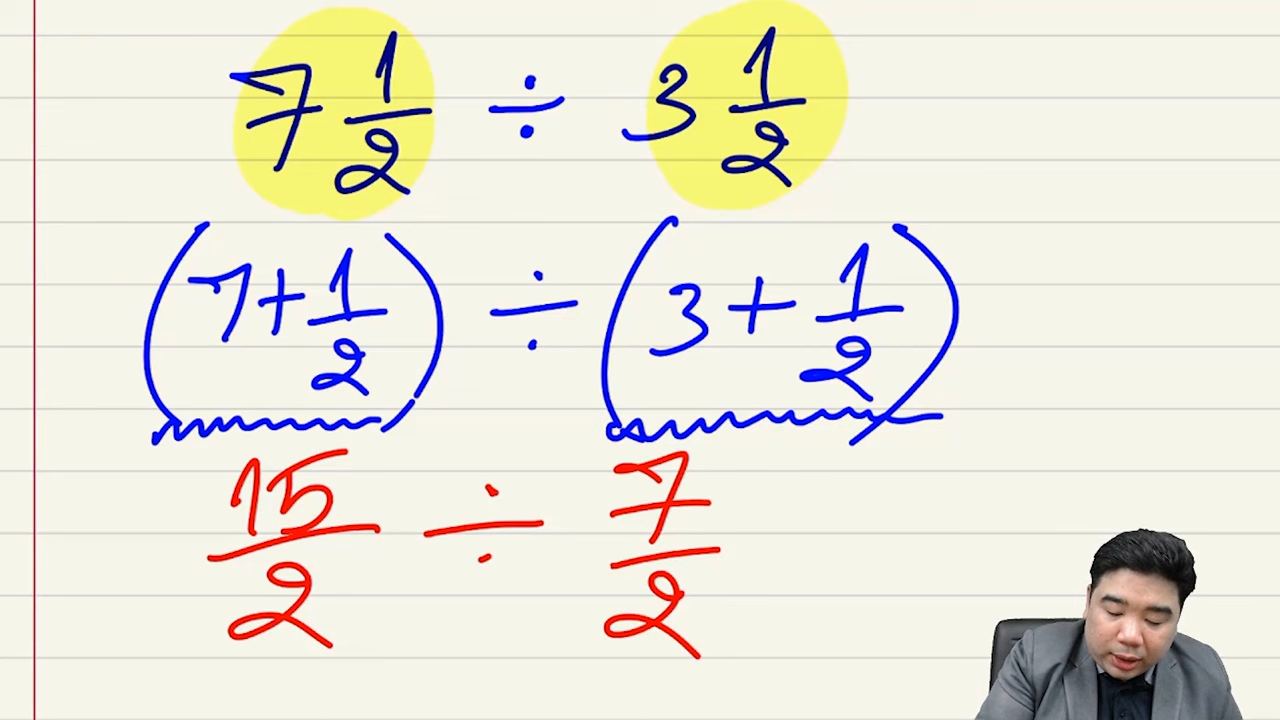 7 1/2 ÷ 3 1/2
(7 + 1/2) ÷ (3 + 1/2)
15/2 ÷ 7/2